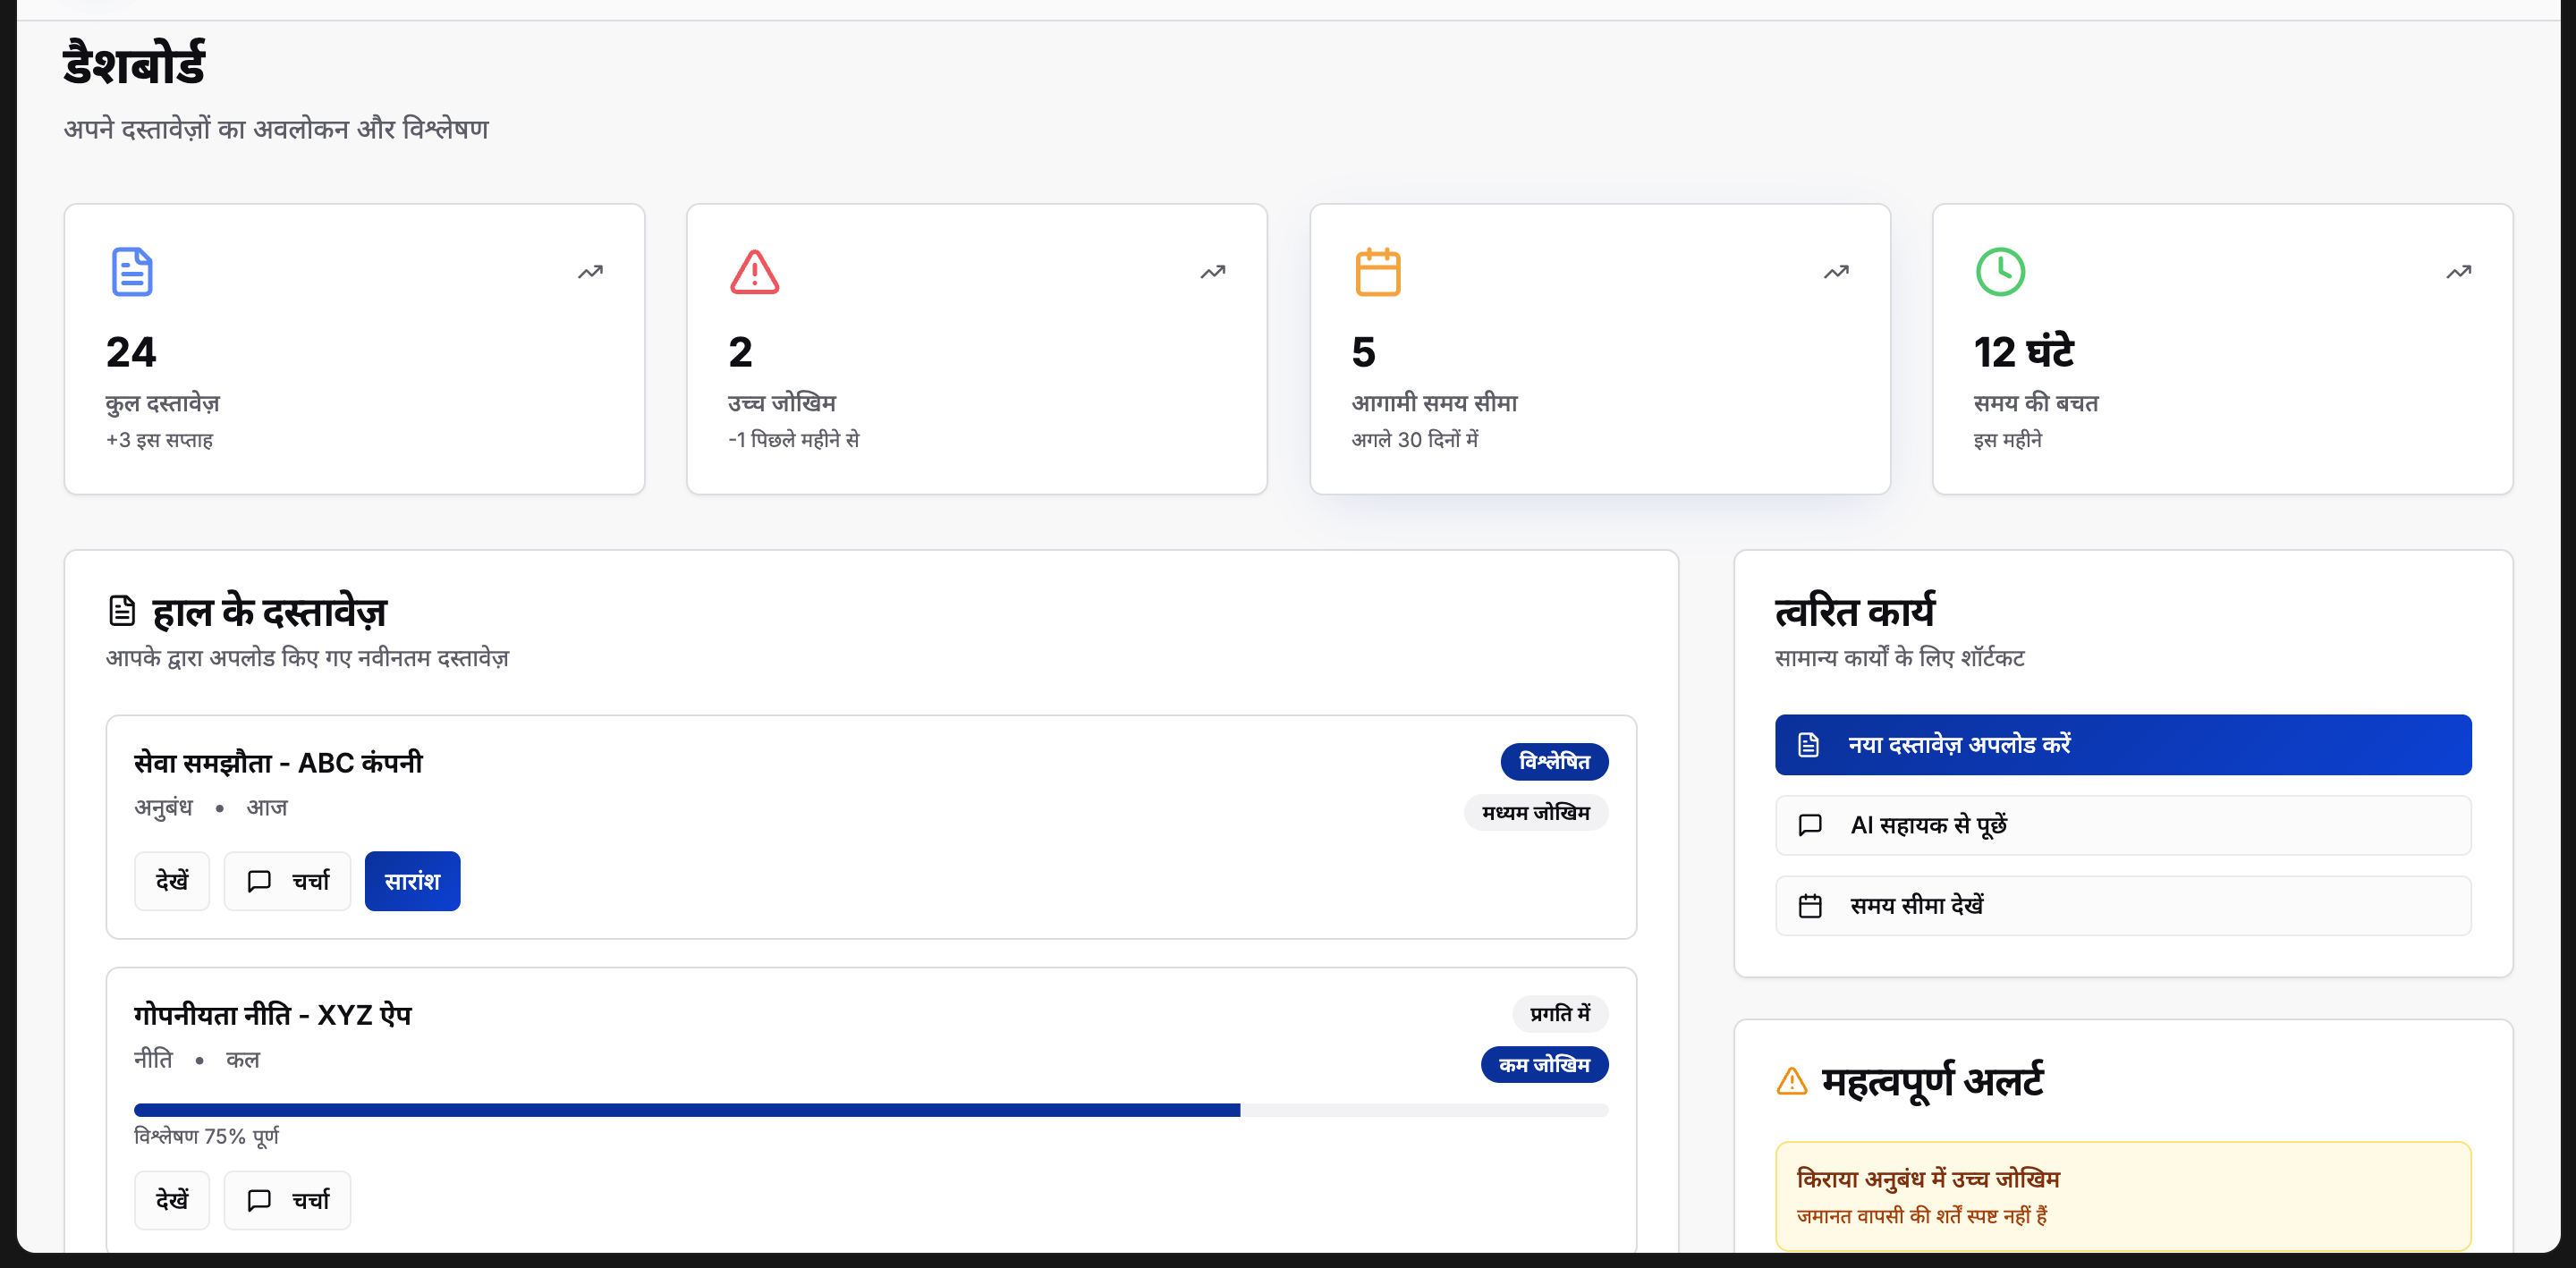 डैशबोर्ड
अपने दस्तावेज़ों का अवलोकन और विश्लेषण
24
कुल दस्तावेज़
+3 इस सप्ताह
2
उच्च जोखिम
-1 पिछले महीने से
5
आगामी समय सीमा
अगले 30 दिनों में
12 घंटे
समय की बचत
इस महीने
हाल के दस्तावेज़
आपके द्वारा अपलोड किए गए नवीनतम दस्तावेज़
सेवा समझौता - ABC कंपनी
विश्लेषित
अनुबंध • आज
मध्यम जोखिम
देखें चर्चा सारांश
गोपनीयता नीति - XYZ ऐप
प्रगति में
नीति • कल
कम जोखिम
विश्लेषण 75% पूर्ण
देखें चर्चा
त्वरित कार्य
सामान्य कार्यों के लिए शॉर्टकट
नया दस्तावेज़ अपलोड करें
AI सहायक से पूछें
समय सीमा देखें
महत्वपूर्ण अलर्ट
किराया अनुबंध में उच्च जोखिम
जमानत वापसी की शर्तें स्पष्ट नहीं हैं